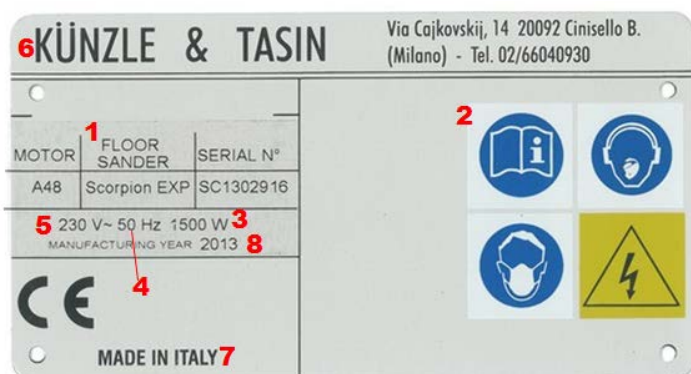 6 KÜNZLE & TASIN
Via Cajkovskij, 14 20092 Cinisello B.
(Milano) - Tel. 02/66040930
1
2
MOTOR FLOOR SANDER SERIAL N°
A48 Scorpion EXP SC1302916
5 230 V~ 50 Hz 1500 W 3
MANUFACTURING YEAR 2013 8
4
CE
MADE IN ITALY 7
i